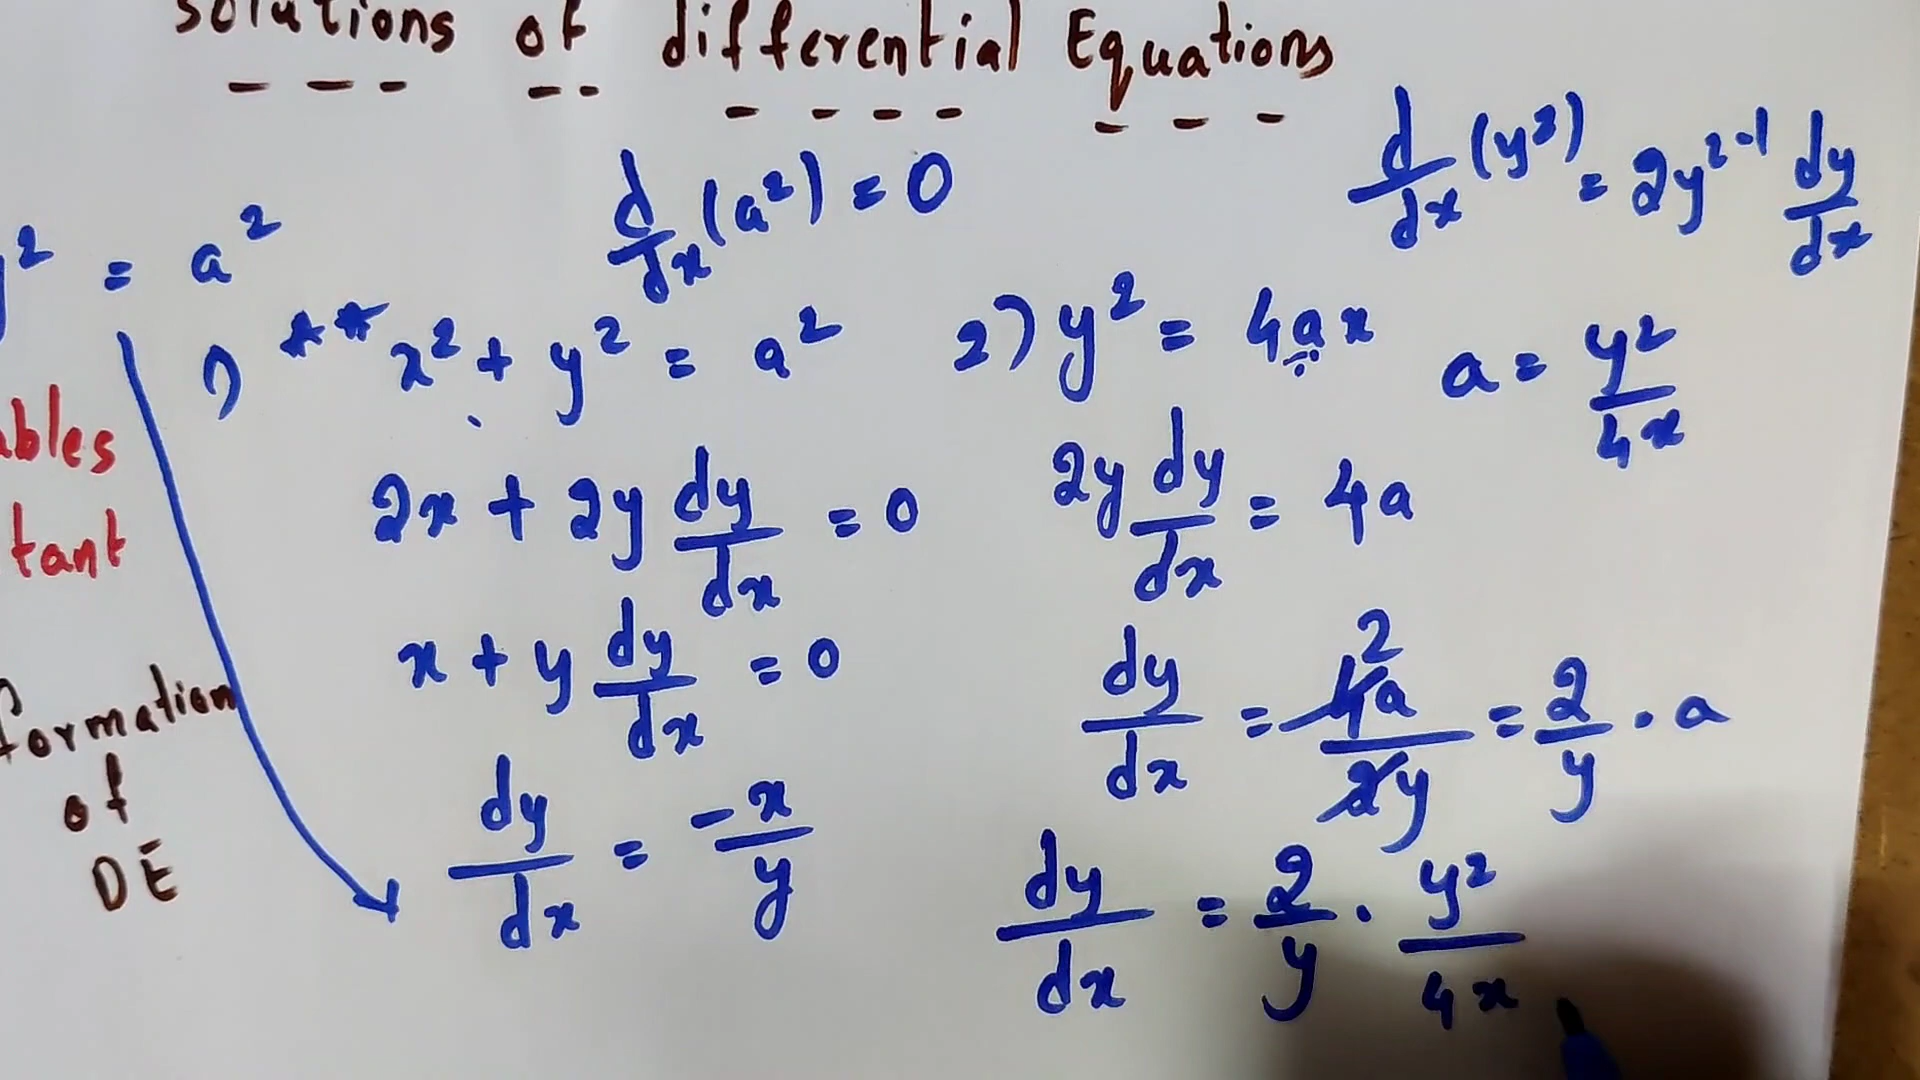 solutions of differential Equations
d/dx (a²) = 0
d/dx (y²) = 2y²⁻¹ dy/dx
y² = a²
1) ** x² + y² = a²
2x + 2y dy/dx = 0
x + y dy/dx = 0
dy/dx = -x/y
2) y² = 4ax
a = y²/4x
2y dy/dx = 4a
dy/dx = 4a/2y = 2/y · a
2
dy/dx = 2/y · y²/4x
ables
tant
formation
of
DE